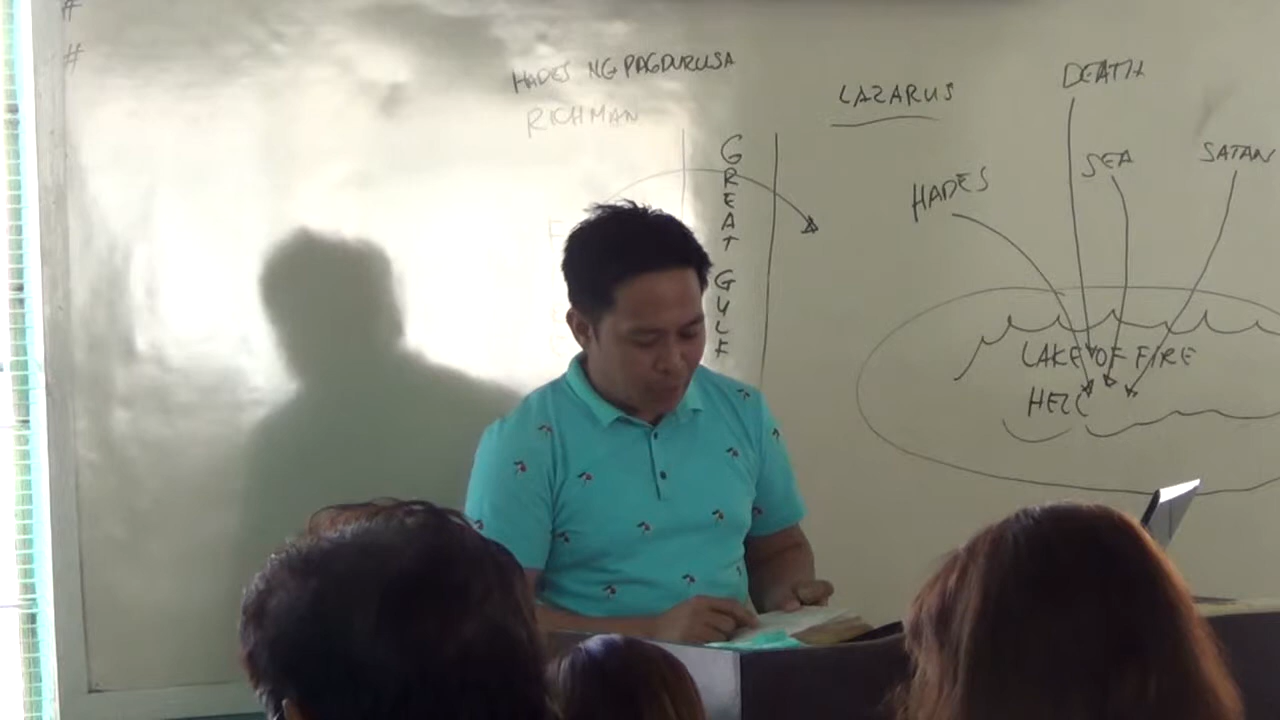 #
#
HADES NG PAGDURUSA
RICHMAN
GREAT GULF
LAZARUS
DEATH
SEA
SATAN
HADES
LAKE OF FIRE
HELL